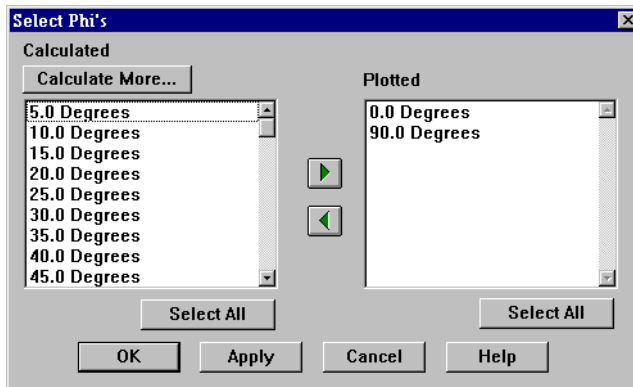 Select Phi's
Calculated
Calculate More...
5.0 Degrees
10.0 Degrees
15.0 Degrees
20.0 Degrees
25.0 Degrees
30.0 Degrees
35.0 Degrees
40.0 Degrees
45.0 Degrees
Select All
Plotted
0.0 Degrees
90.0 Degrees
Select All
OK Apply Cancel Help